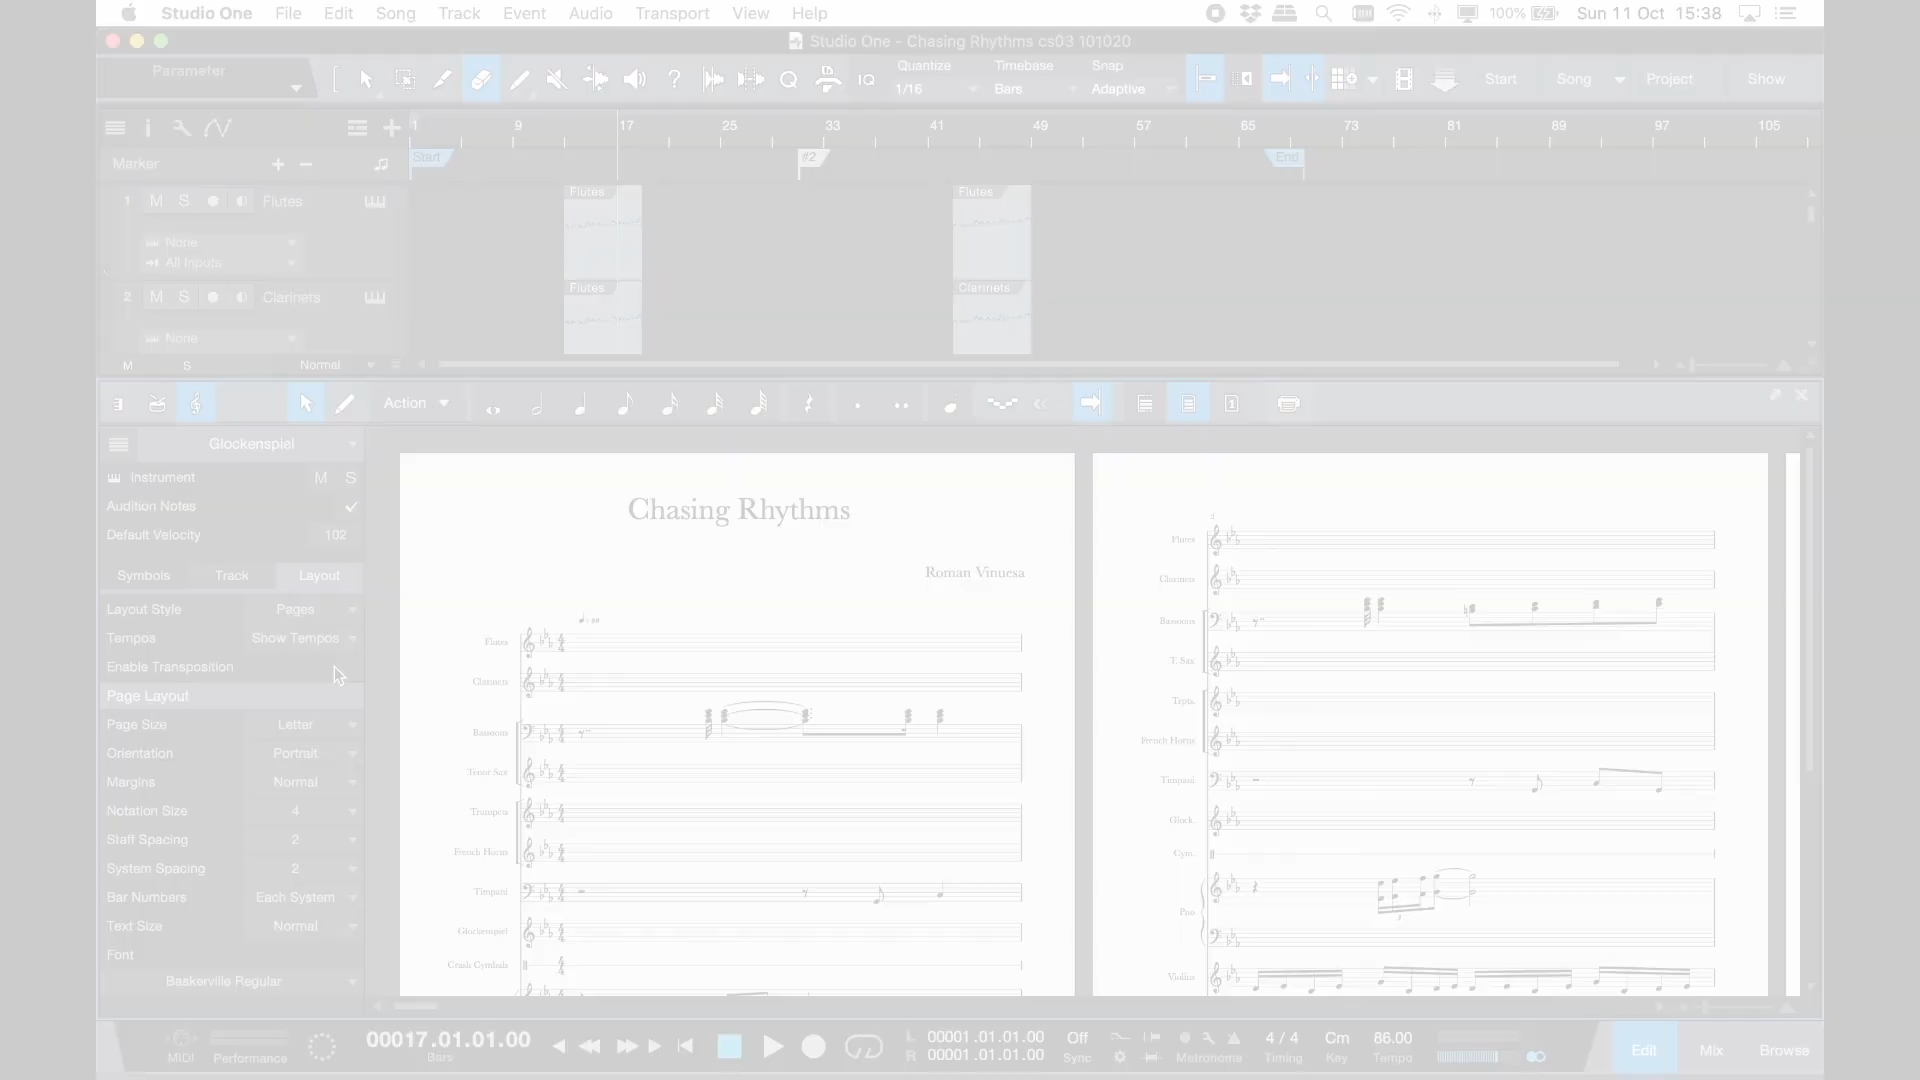 Studio One File Edit Song Track Event Audio Transport View Help 100% Sun 11 Oct 15:38
Studio One - Chasing Rhythms cs03 101020
Parameter
Quantize Timebase Snap
1/16 Bars Adaptive
IQ Start Song Project Show
1 9 17 25 33 41 49 57 65 73 81 89 97 105
Marker Start #2 End
1 M S Flutes
Flutes Flutes
None
All Inputs
2 M S Clarinets
Flutes Clarinets
None
M S Normal
Action
Glockenspiel
Instrument M S
Audition Notes
Default Velocity 102
Symbols Track Layout
Layout Style Pages
Tempos Show Tempos
Enable Transposition
Page Layout
Page Size Letter
Orientation Portrait
Margins Normal
Notation Size 4
Staff Spacing 2
System Spacing 2
Bar Numbers Each System
Text Size Normal
Font
Baskerville Regular
Chasing Rhythms
Roman Vinuesa
Flutes
Clarinets
Bassoons
Tenor Sax
Trumpets
French Horns
Timpani
Glockenspiel
Crash Cymbals
2
Flutes
Clarinets
Bassoons
T. Sax
Trpts.
French Horns
Timpani
Glock.
Cym.
Pno
3
Violins
MIDI Performance
00017.01.01.00
Bars
L 00001.01.01.00
R 00001.01.01.00
Off
Sync
Metronome
4 / 4
Timing
Cm
Key
86.00
Tempo
Edit Mix Browse